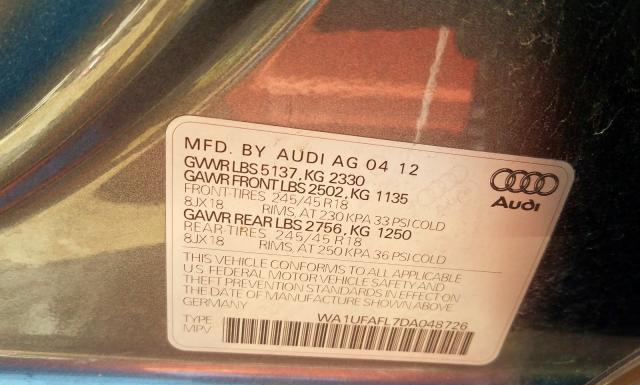 MFD. BY AUDI AG 04 12
GVWR LBS 5137, KG 2330
GAWR FRONT LBS 2502, KG 1135
FRONT-TIRES 245/45 R18
8JX18 RIMS, AT 230 KPA 33 PSI COLD
GAWR REAR LBS 2756, KG 1250
REAR-TIRES 245/45 R18
8JX18 RIMS, AT 250 KPA 36 PSI COLD
THIS VEHICLE CONFORMS TO ALL APPLICABLE
U.S FEDERAL MOTOR VEHICLE SAFETY AND
THEFT PREVENTION STANDARDS IN EFFECT ON
THE DATE OF MANUFACTURE SHOWN ABOVE
GERMANY
WA1UFAFL7DA048726
TYPE
MPV
Audi